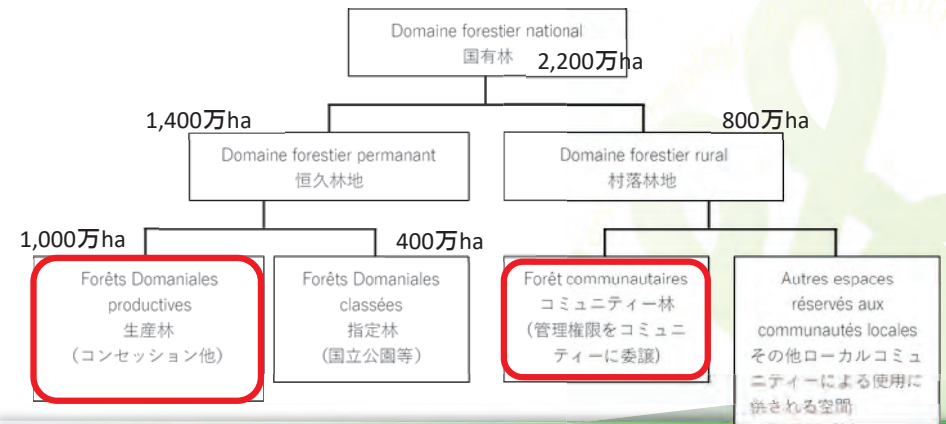 Domaine forestier national
国有林
2,200万ha
1,400万ha
800万ha
Domaine forestier permanant
恒久林地
Domaine forestier rural
村落林地
1,000万ha
400万ha
Forêts Domaniales
productives
生産林
(コンセッション他)
Forêts Domaniales
classées
指定林
(国立公園等)
Forêt communautaires
コミュニティー林
(管理権限をコミュニ
ティーに委譲)
Autres espaces
réservés aux
communautés locales
その他ローカルコミュ
ニティーによる使用に
供される空間